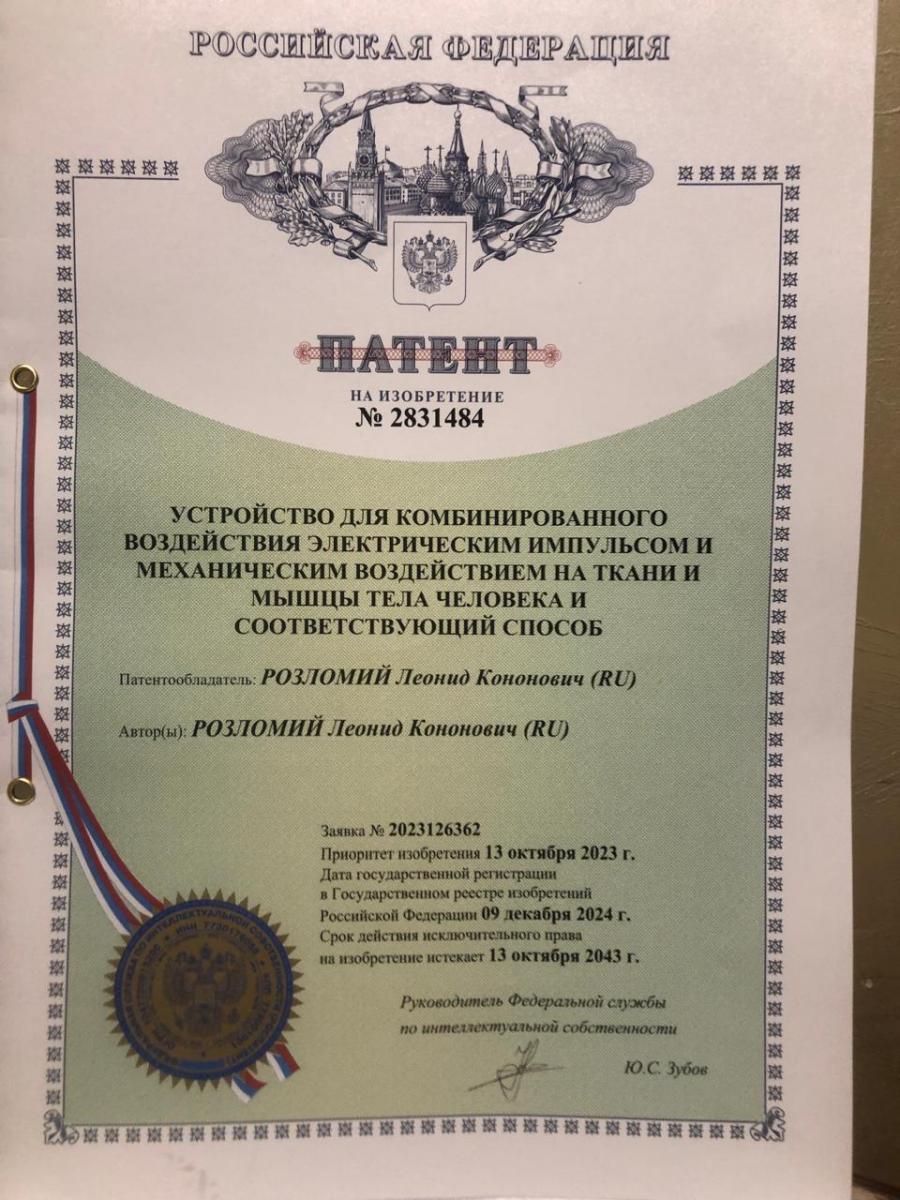 РОССИЙСКАЯ ФЕДЕРАЦИЯ
ПАТЕНТ
НА ИЗОБРЕТЕНИЕ
№ 2831484
УСТРОЙСТВО ДЛЯ КОМБИНИРОВАННОГО
ВОЗДЕЙСТВИЯ ЭЛЕКТРИЧЕСКИМ ИМПУЛЬСОМ И
МЕХАНИЧЕСКИМ ВОЗДЕЙСТВИЕМ НА ТКАНИ И
МЫШЦЫ ТЕЛА ЧЕЛОВЕКА И
СООТВЕТСТВУЮЩИЙ СПОСОБ
Патентообладатель: РОЗЛОМИЙ Леонид Кононович (RU)
Автор(ы): РОЗЛОМИЙ Леонид Кононович (RU)
Заявка № 2023126362
Приоритет изобретения 13 октября 2023 г.
Дата государственной регистрации
в Государственном реестре изобретений
Российской Федерации 09 декабря 2024 г.
Срок действия исключительного права
на изобретение истекает 13 октября 2043 г.
Руководитель Федеральной службы
по интеллектуальной собственности
Ю.С. Зубов